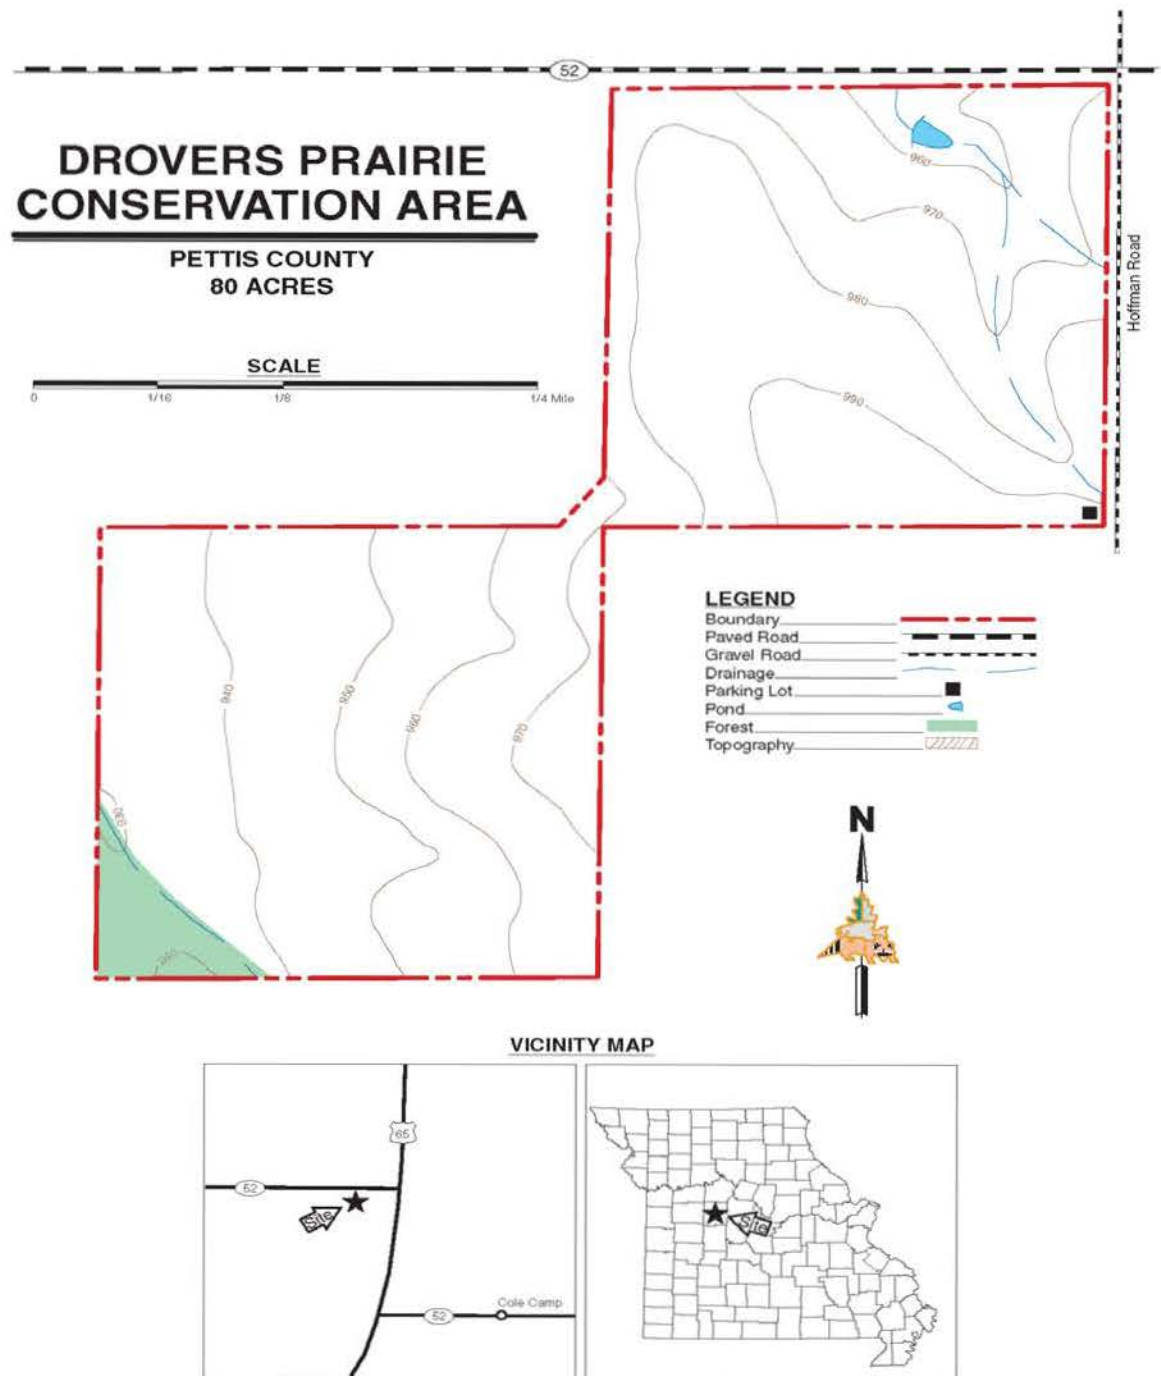 52
DROVERS PRAIRIE
CONSERVATION AREA
PETTIS COUNTY
80 ACRES
SCALE
0 1/16 1/8 1/4 Mile
960
970
980
990
Hoffman Road
LEGEND
Boundary
Paved Road
Gravel Road
Drainage
Parking Lot
Pond
Forest
Topography
940
950
960
970
930
N
VICINITY MAP
65
52
Site
52
Cole Camp
Site